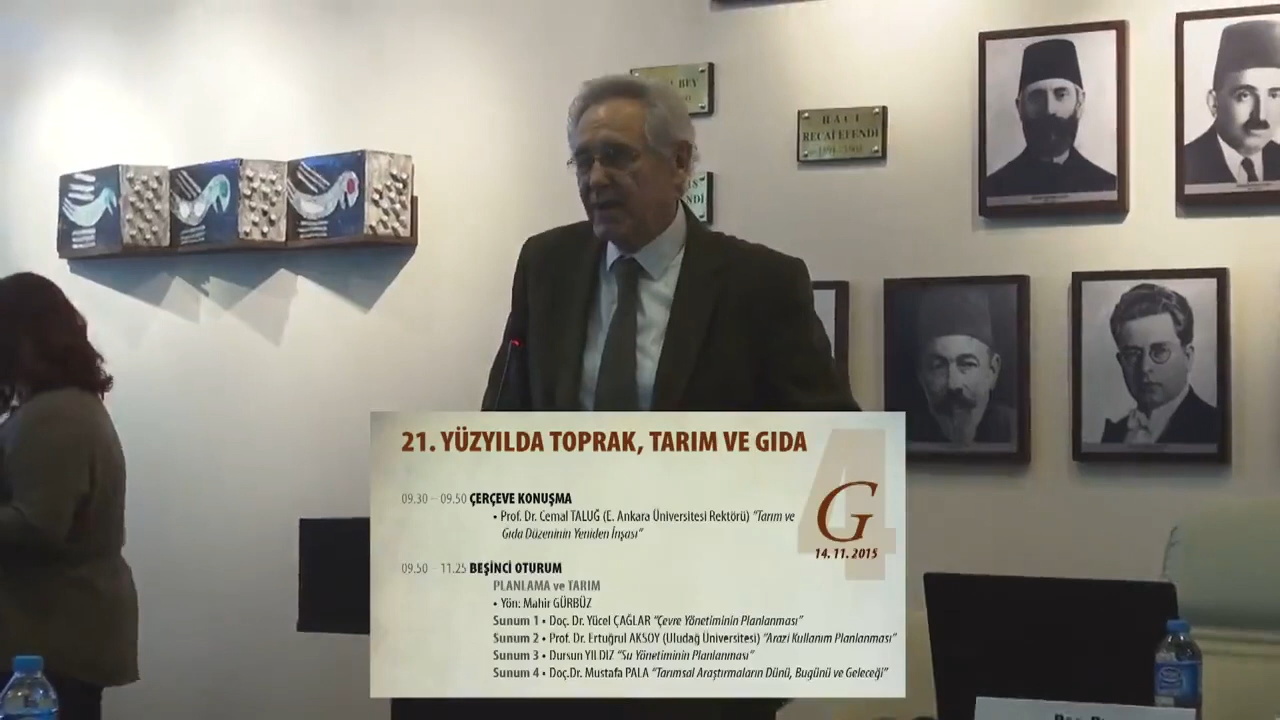 BEY
HACI
RECAİ EFENDİ
21. YÜZYILDA TOPRAK, TARIM VE GIDA
4
G
14. 11. 2015
09.30 – 09.50 ÇERÇEVE KONUŞMA
• Prof. Dr. Cemal TALUĞ (E. Ankara Üniversitesi Rektörü) "Tarım ve
Gıda Düzeninin Yeniden İnşası"
09.50 – 11.25 BEŞİNCİ OTURUM
PLANLAMA ve TARIM
• Yön: Mahir GÜRBÜZ
Sunum 1 • Doç. Dr. Yücel ÇAĞLAR "Çevre Yönetiminin Planlanması"
Sunum 2 • Prof. Dr. Ertuğrul AKSOY (Uludağ Üniversitesi) "Arazi Kullanım Planlanması"
Sunum 3 • Dursun YILDIZ "Su Yönetiminin Planlanması"
Sunum 4 • Doç.Dr. Mustafa PALA "Tarımsal Araştırmaların Dünü, Bugünü ve Geleceği"